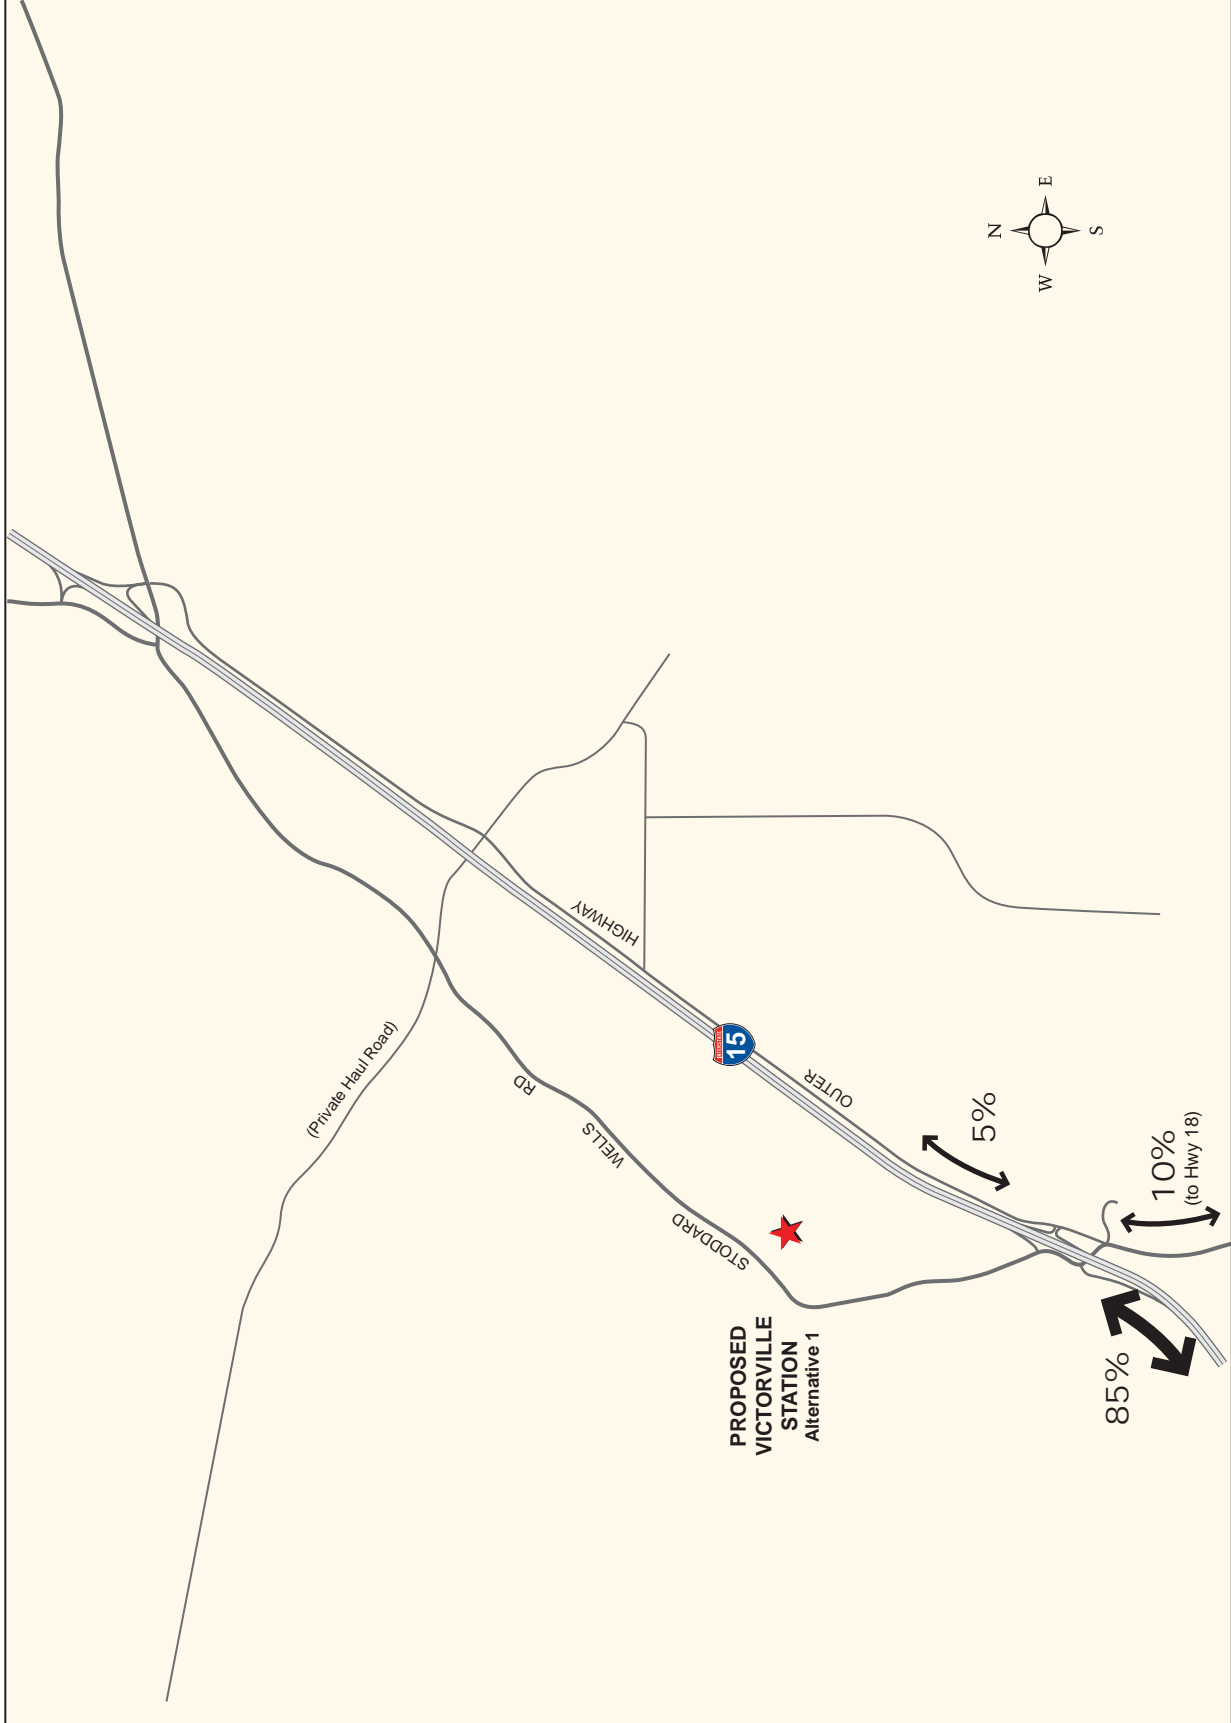 (Private Haul Road)
STODDARD
WELLS
RD
OUTER
HIGHWAY
INTERSTATE
15
PROPOSED
VICTORVILLE
STATION
Alternative 1
85%
5%
10%
(to Hwy 18)
N
W
E
S